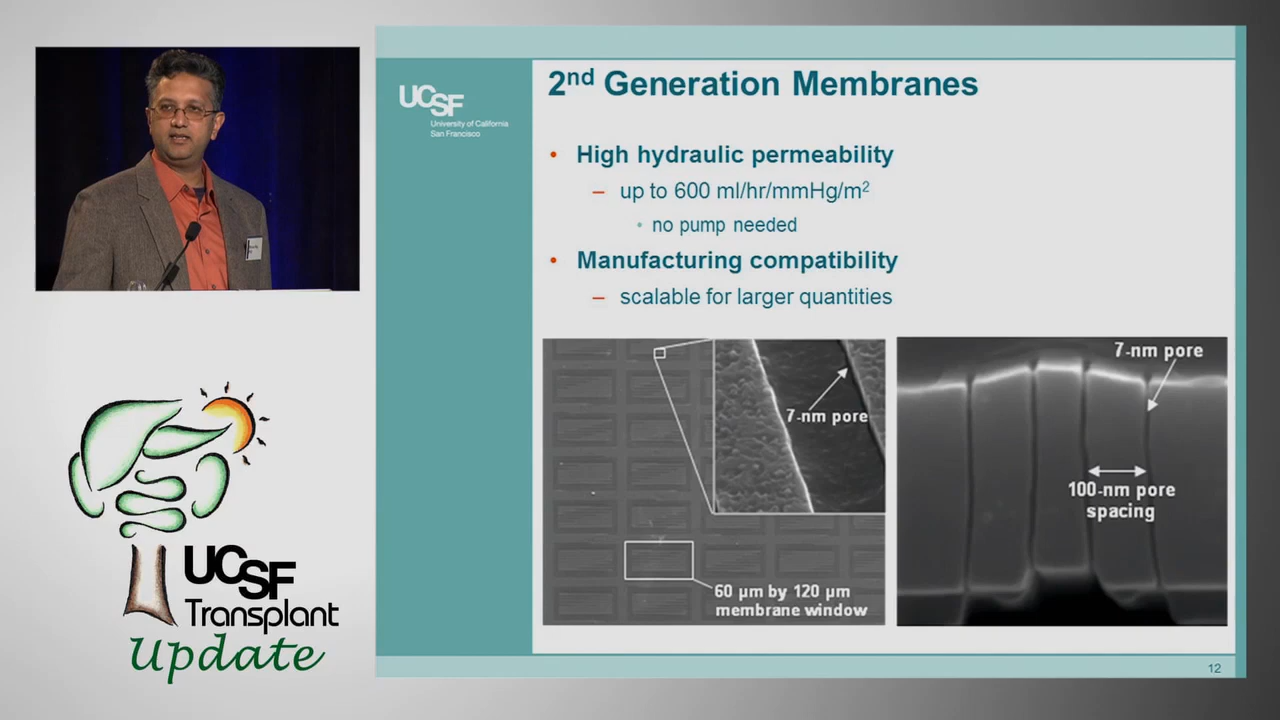 UCSF
University of California
San Francisco
2nd Generation Membranes
• High hydraulic permeability
– up to 600 ml/hr/mmHg/m2
• no pump needed
• Manufacturing compatibility
– scalable for larger quantities
7-nm pore
60 µm by 120 µm
membrane window
7-nm pore
100-nm pore
spacing
12
UCSF
Transplant
Update